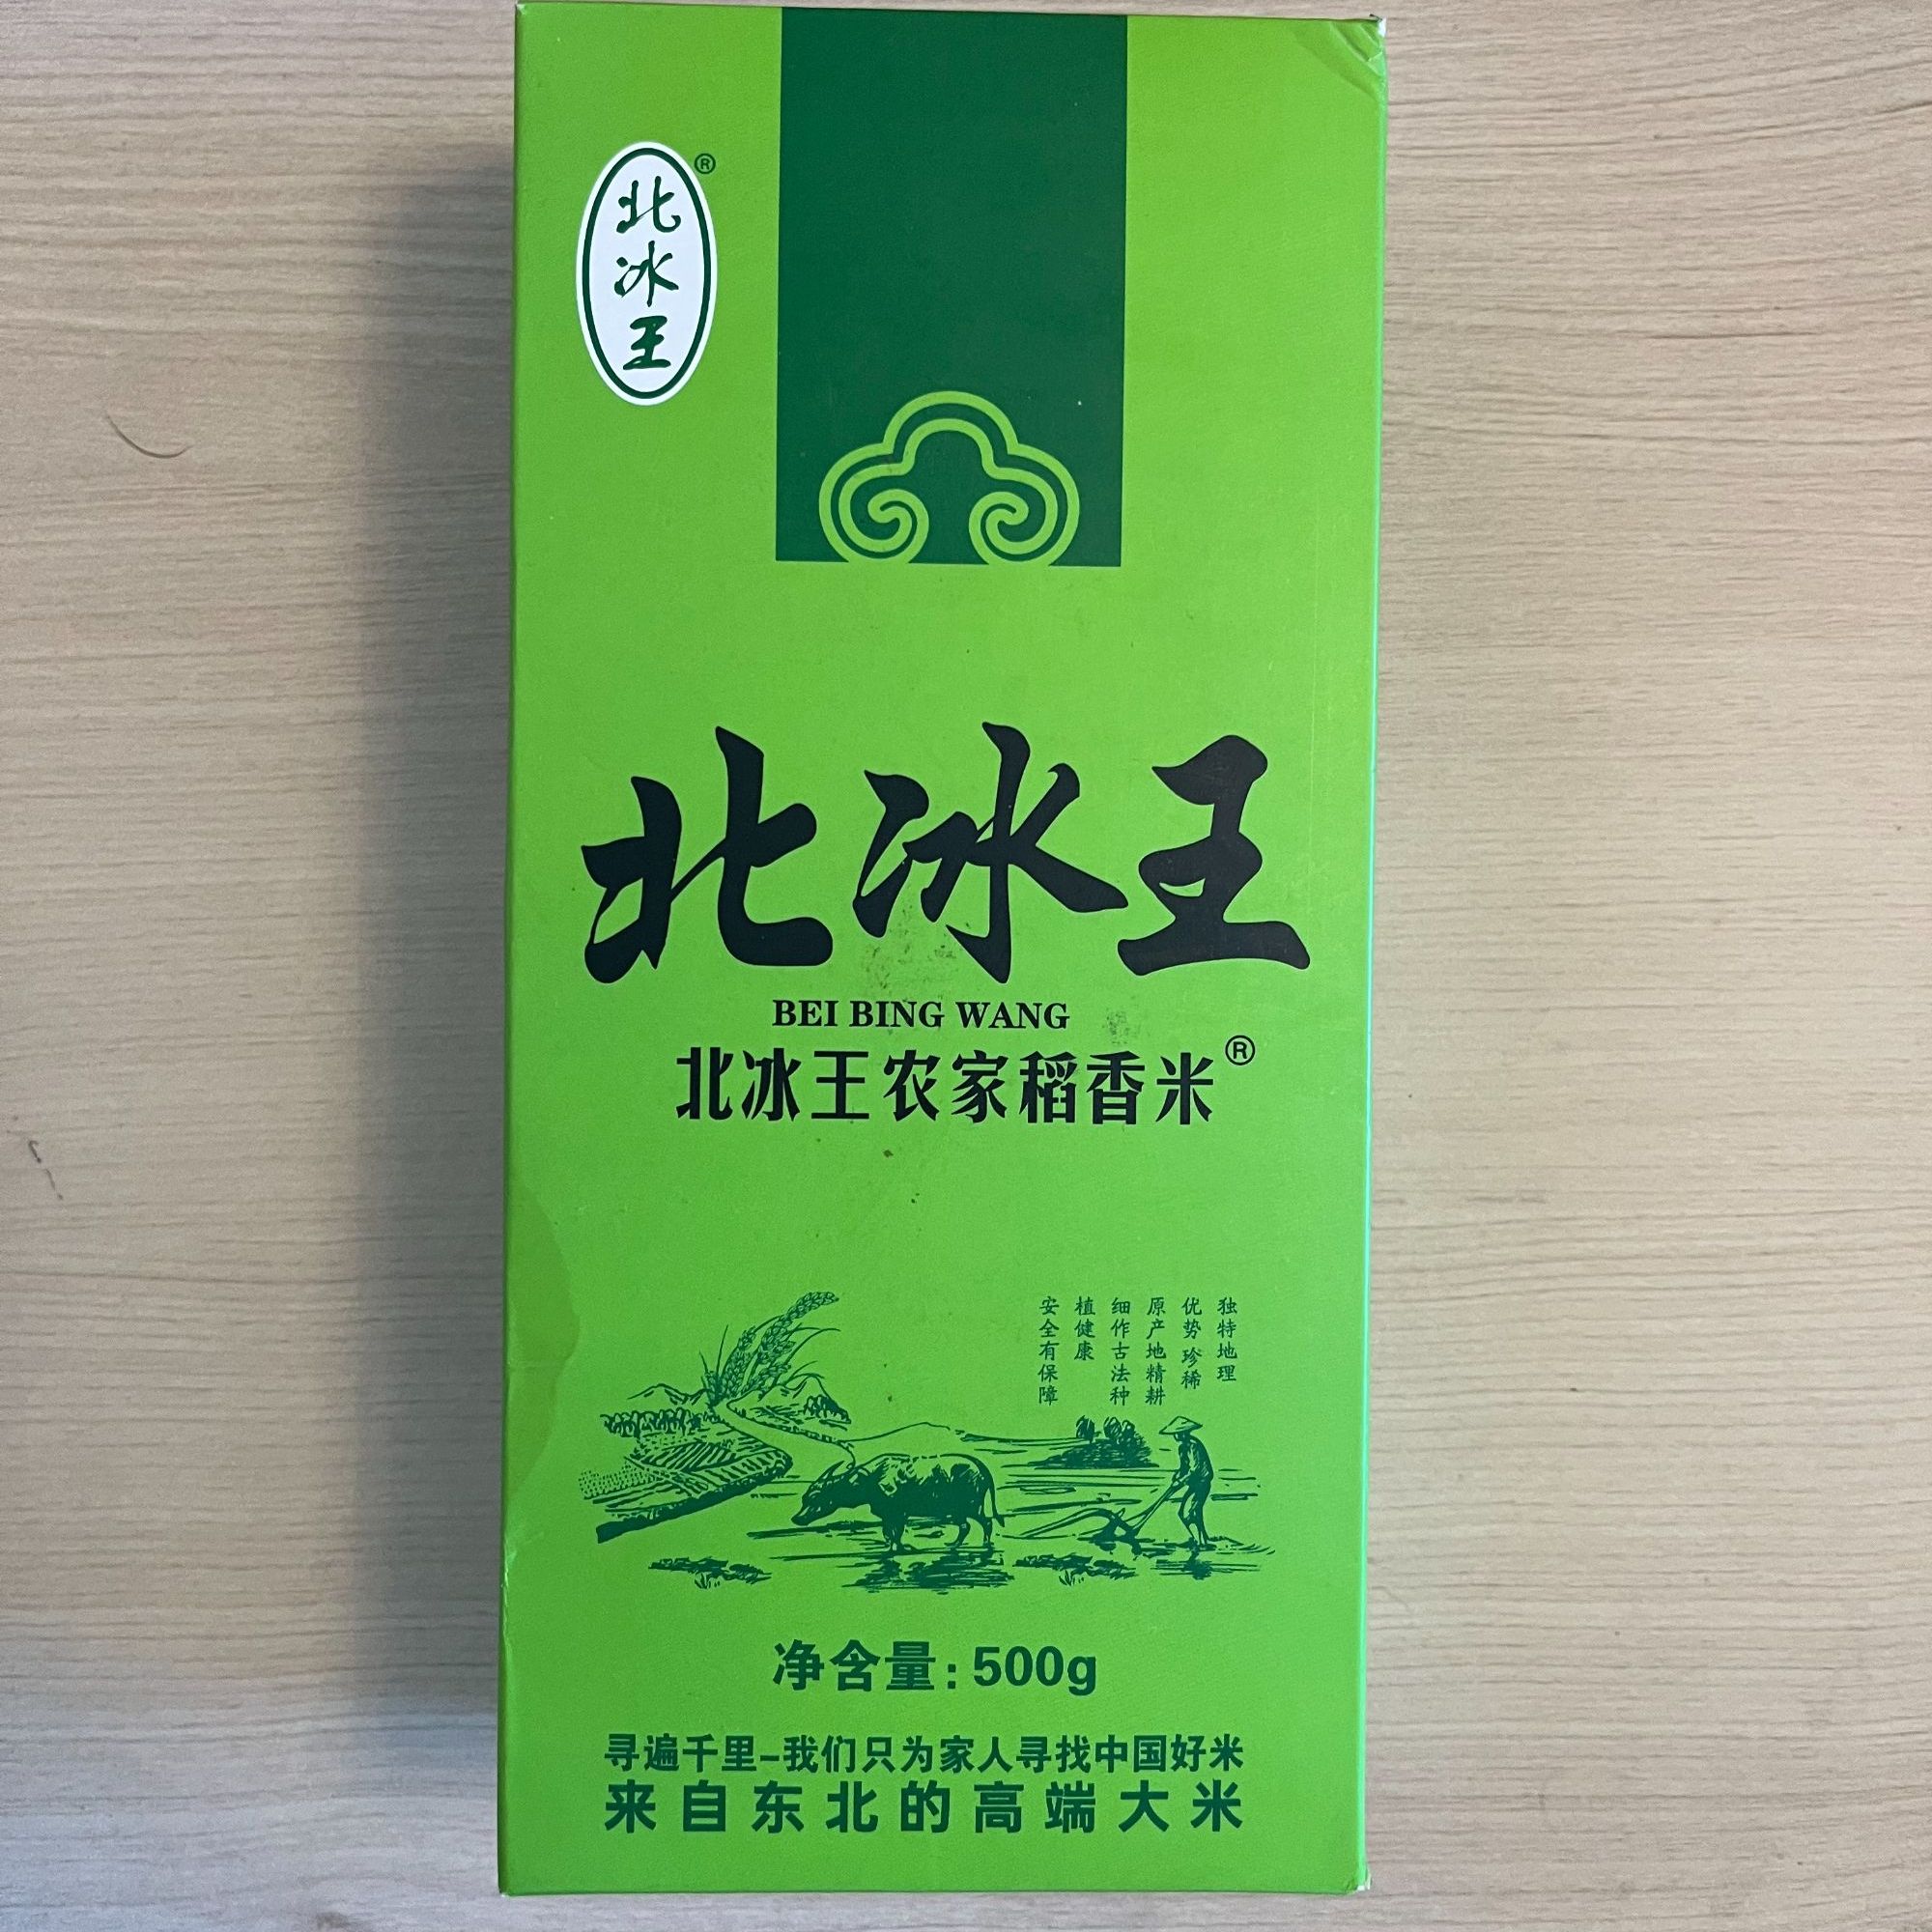 北冰王
®
北冰王
BEI BING WANG
北冰王农家稻香米®
独特地理
优势珍稀
原产地精耕
细作古法种
植健康
安全有保障
净含量:500g
寻遍千里-我们只为家人寻找中国好米
来自东北的高端大米